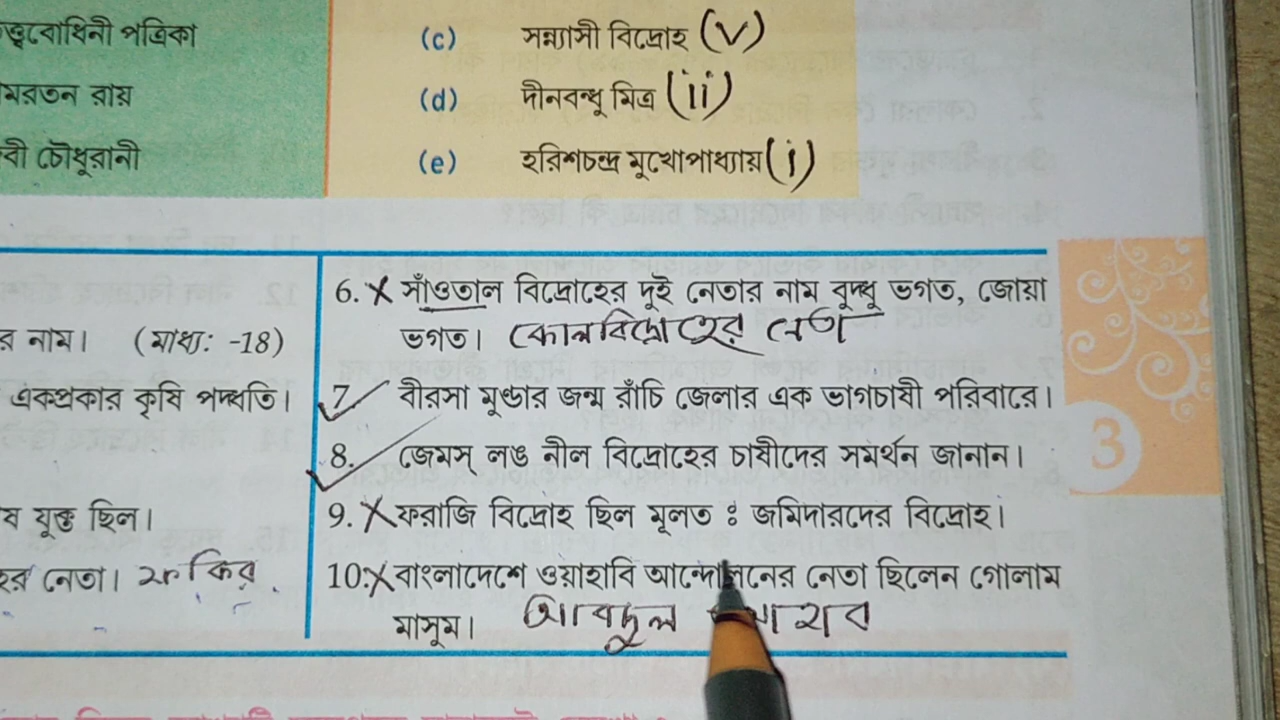 ত্ত্ববোধিনী পত্রিকা (c) সন্ন্যাসী বিদ্রোহ (v)
মরতন রায় (d) দীনবন্ধু মিত্র (ii)
বী চৌধুরানী (e) হরিশচন্দ্র মুখোপাধ্যায় (i)
র নাম। (মাধ্য: -18)
একপ্রকার কৃষি পদ্ধতি।
ষ যুক্ত ছিল।
নেতা। ফকির
6. X সাঁওতাল বিদ্রোহের দুই নেতার নাম বুদ্ধু ভগত, জোয়া
ভগত। কোলবিদ্রোহের নেতা
7 বীরসা মুণ্ডার জন্ম রাঁচি জেলার এক ভাগচাষী পরিবারে।
8. জেমস্ লঙ নীল বিদ্রোহের চাষীদের সমর্থন জানান।
9. X ফরাজি বিদ্রোহ ছিল মূলত ঃ জমিদারদের বিদ্রোহ।
10. X বাংলাদেশে ওয়াহাবি আন্দোলনের নেতা ছিলেন গোলাম
মাসুম। আবদুল
3